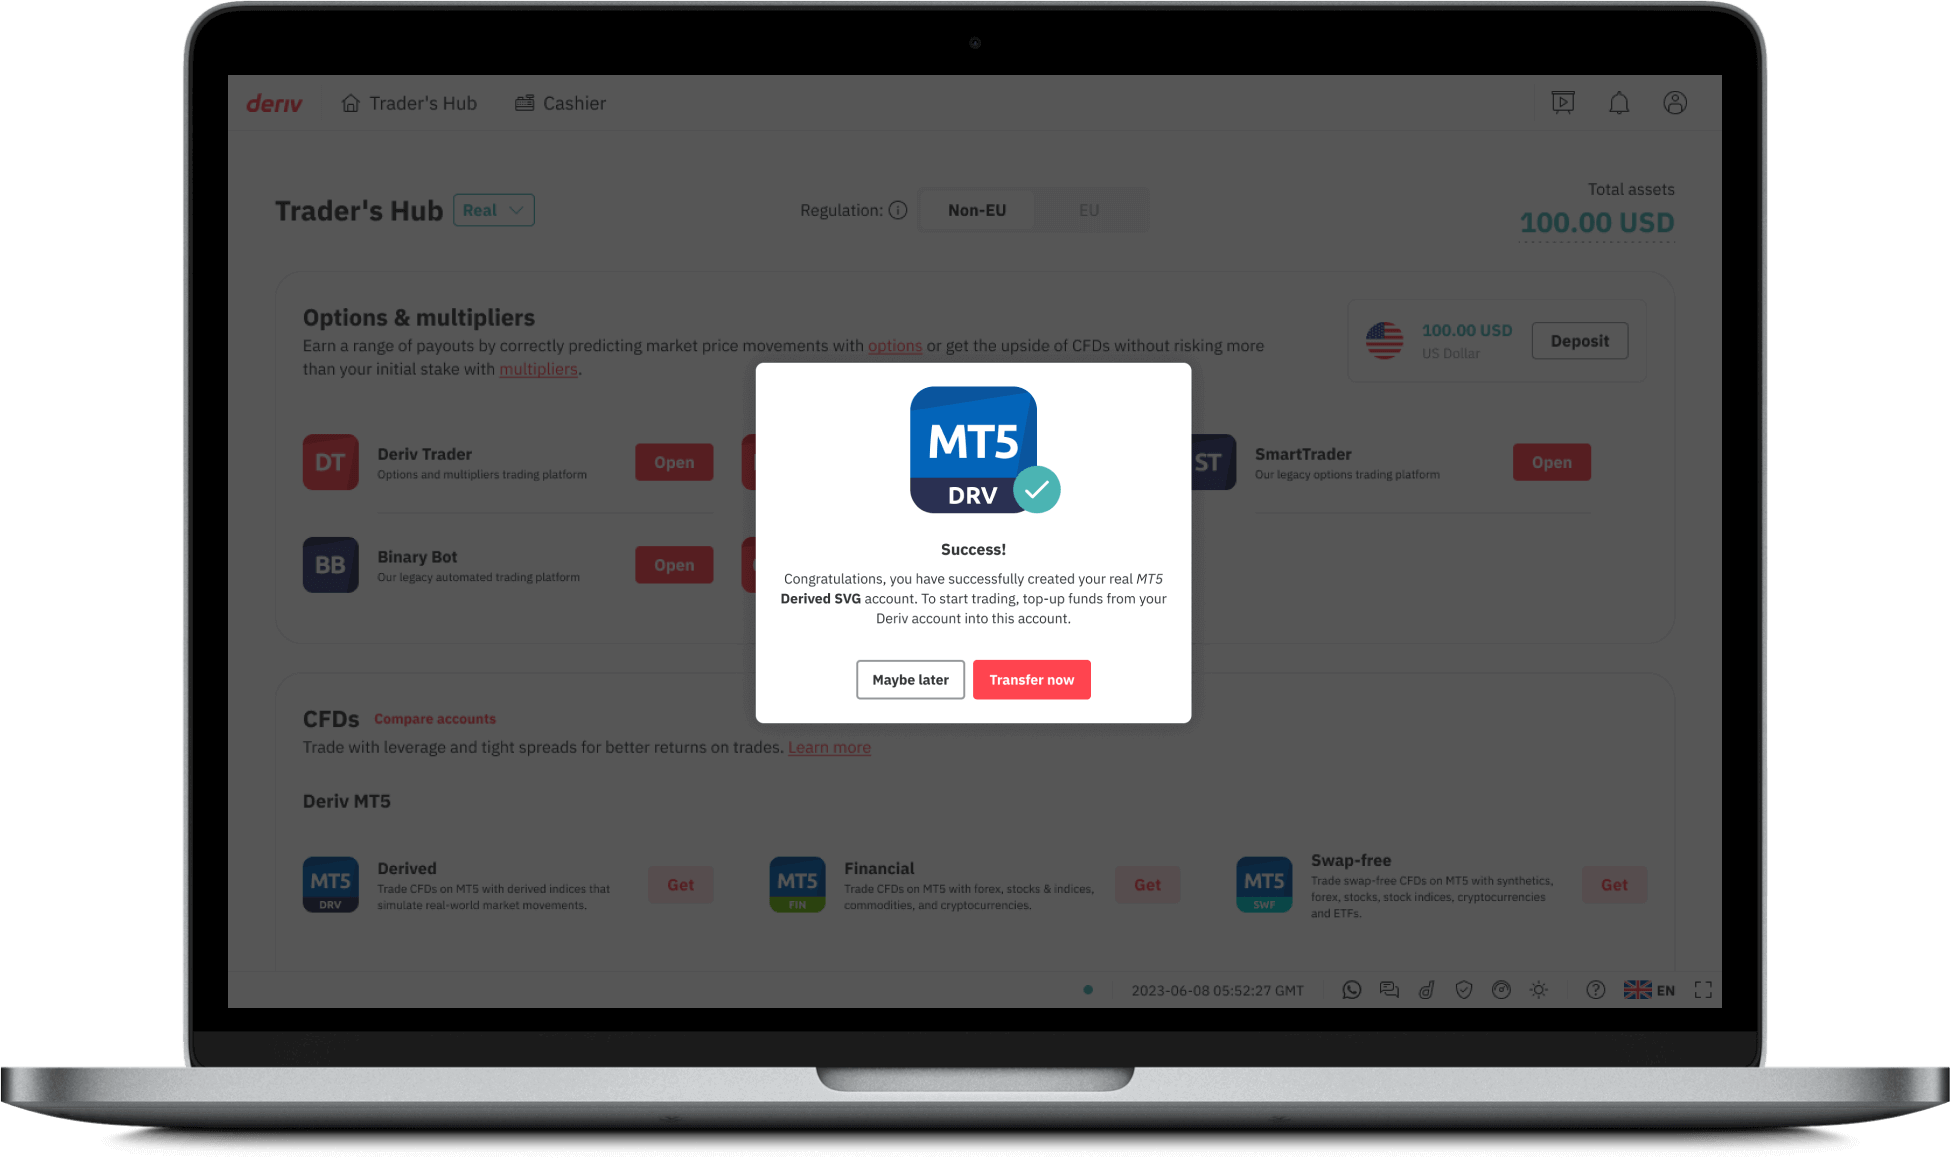 deriv
Trader's Hub
Cashier
Trader's Hub
Real
Regulation:
Non-EU
EU
Total assets
100.00 USD
Options & multipliers
Earn a range of payouts by correctly predicting market price movements with options or get the upside of CFDs without risking more
than your initial stake with multipliers.
100.00 USD
US Dollar
Deposit
DT
Deriv Trader
Options and multipliers trading platform
Open
ST
SmartTrader
Our legacy options trading platform
Open
BB
Binary Bot
Our legacy automated trading platform
Open
MT5
DRV
Success!
Congratulations, you have successfully created your real MT5
Derived SVG account. To start trading, top-up funds from your
Deriv account into this account.
Maybe later
Transfer now
CFDs
Compare accounts
Trade with leverage and tight spreads for better returns on trades. Learn more
Deriv MT5
MT5
DRV
Derived
Trade CFDs on MT5 with derived indices that
simulate real-world market movements.
Get
MT5
FIN
Financial
Trade CFDs on MT5 with forex, stocks & indices,
commodities, and cryptocurrencies.
Get
MT5
SWF
Swap-free
Trade swap-free CFDs on MT5 with synthetics,
forex, stocks, stock indices, cryptocurrencies
and ETFs.
Get
2023-06-08 05:52:27 GMT
EN